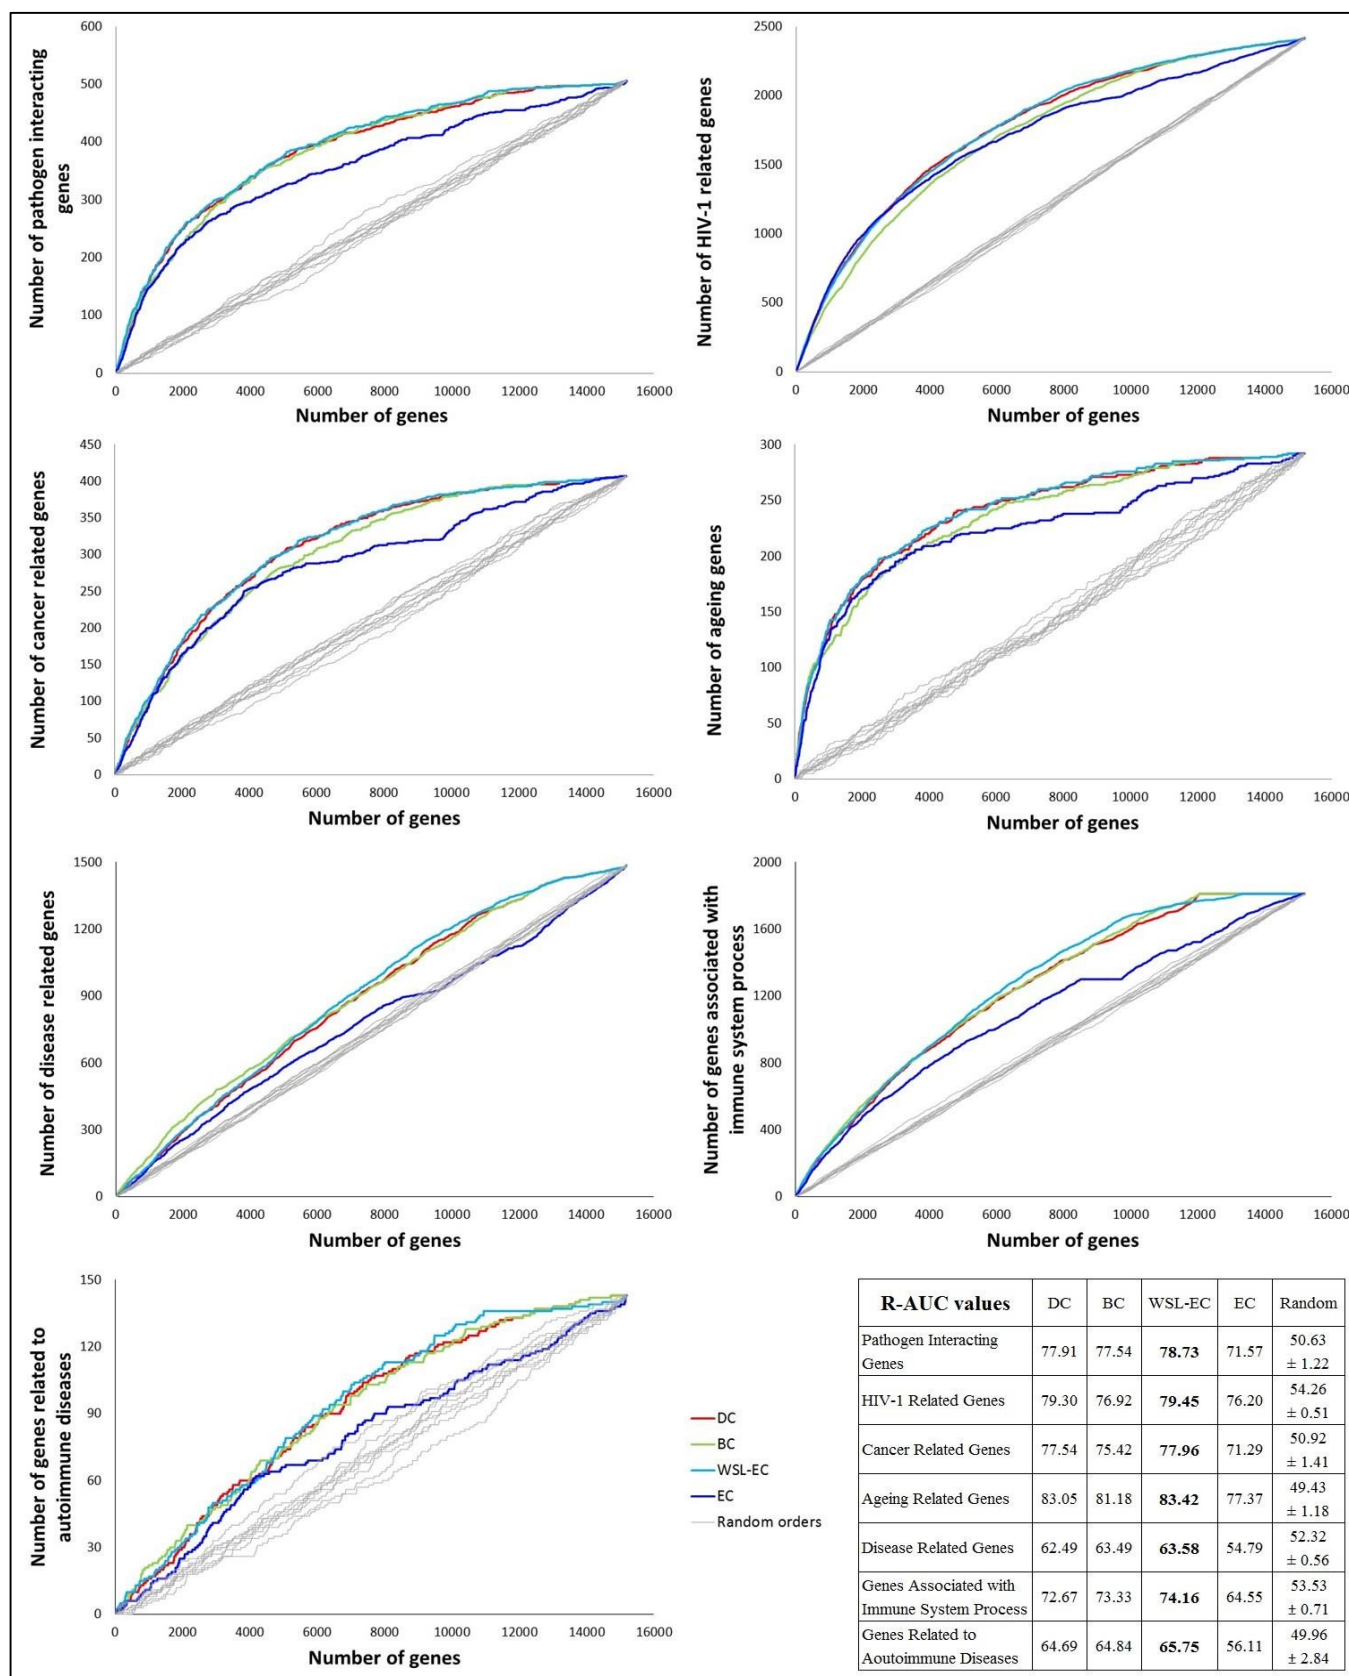 600
500
400
300
200
100
0
Number of pathogen interacting
genes
0 2000 4000 6000 8000 10000 12000 14000 16000
Number of genes
2500
2000
1500
1000
500
0
Number of HIV-1 related genes
0 2000 4000 6000 8000 10000 12000 14000 16000
Number of genes
450
400
350
300
250
200
150
100
50
0
Number of cancer related genes
0 2000 4000 6000 8000 10000 12000 14000 16000
Number of genes
300
250
200
150
100
50
0
Number of ageing genes
0 2000 4000 6000 8000 10000 12000 14000 16000
Number of genes
1500
1200
900
600
300
0
Number of disease related genes
0 2000 4000 6000 8000 10000 12000 14000 16000
Number of genes
2000
1600
1200
800
400
0
Number of genes associated with
immune system process
0 2000 4000 6000 8000 10000 12000 14000 16000
Number of genes
150
120
90
60
30
0
Number of genes related to
autoimmune diseases
0 2000 4000 6000 8000 10000 12000 14000 16000
Number of genes
DC
BC
WSL-EC
EC
Random orders
R-AUC values DC BC WSL-EC EC Random
Pathogen Interacting
Genes 77.91 77.54 78.73 71.57 50.63
± 1.22
HIV-1 Related Genes 79.30 76.92 79.45 76.20 54.26
± 0.51
Cancer Related Genes 77.54 75.42 77.96 71.29 50.92
± 1.41
Ageing Related Genes 83.05 81.18 83.42 77.37 49.43
± 1.18
Disease Related Genes 62.49 63.49 63.58 54.79 52.32
± 0.56
Genes Associated with
Immune System Process 72.67 73.33 74.16 64.55 53.53
± 0.71
Genes Related to
Aoutoimmune Diseases 64.69 64.84 65.75 56.11 49.96
± 2.84